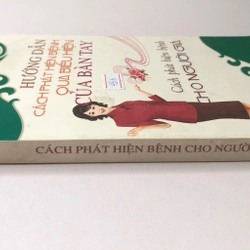 HƯỚNG DẪN
CÁCH PHÁT HIỆN BỆNH
QUA BIỂU HIỆN
CỦA BÀN TAY
Cách phát hiện bệnh
CHO NGƯỜI GIÀ
CÁCH PHÁT HIỆN BỆNH CHO NGƯỜ